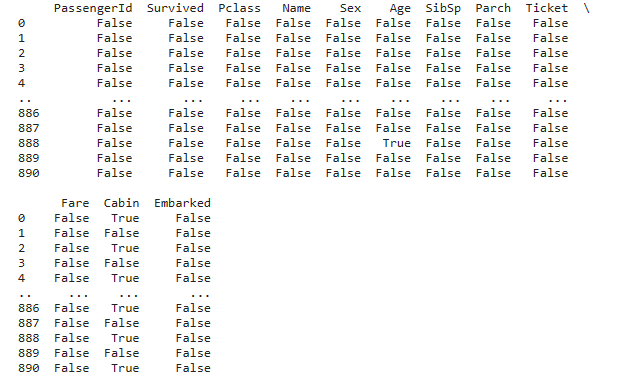 PassengerId  Survived  Pclass   Name    Sex    Age  SibSp  Parch  Ticket  \
0          False     False   False  False  False  False  False  False   False
1          False     False   False  False  False  False  False  False   False
2          False     False   False  False  False  False  False  False   False
3          False     False   False  False  False  False  False  False   False
4          False     False   False  False  False  False  False  False   False
..           ...       ...     ...    ...    ...    ...    ...    ...     ...
886        False     False   False  False  False  False  False  False   False
887        False     False   False  False  False  False  False  False   False
888        False     False   False  False  False   True  False  False   False
889        False     False   False  False  False  False  False  False   False
890        False     False   False  False  False  False  False  False   False
      Fare  Cabin  Embarked
0    False   True     False
1    False  False     False
2    False   True     False
3    False  False     False
4    False   True     False
..     ...    ...       ...
886  False   True     False
887  False  False     False
888  False   True     False
889  False  False     False
890  False   True     False